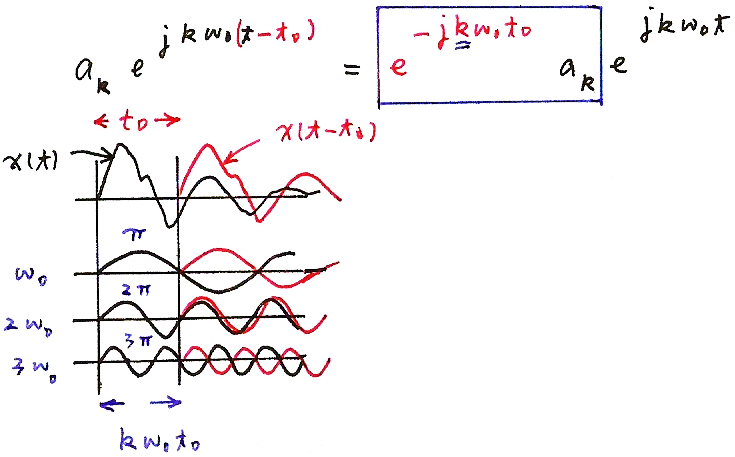 a_k e^{jkω₀(t-t₀)} = e^{-jkω₀t₀} a_k e^{jkω₀t}
t₀
x(t)
x(t-t₀)
π
ω₀
2π
2ω₀
3π
3ω₀
kω₀t₀